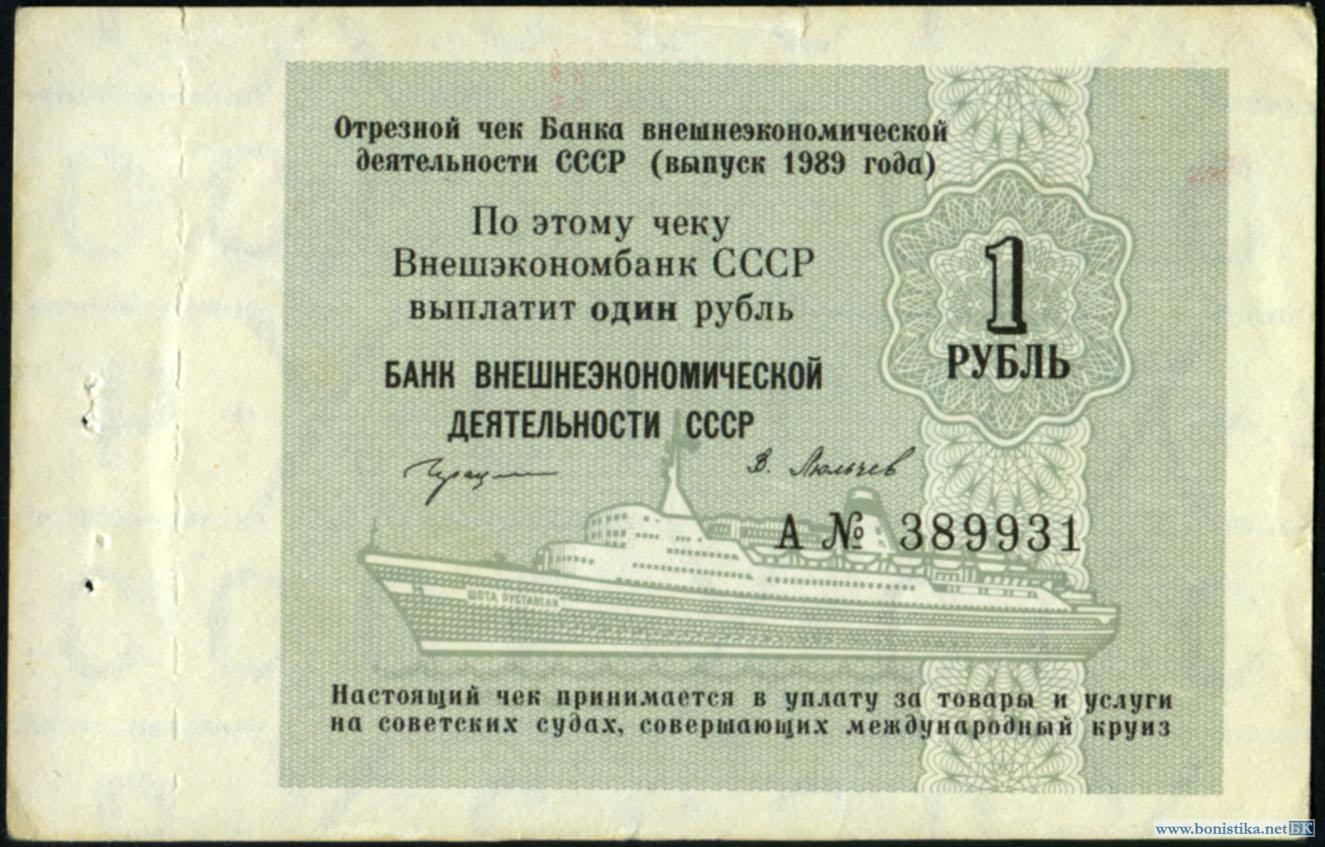 Отрезной чек Банка внешнеэкономической
деятельности СССР (выпуск 1989 года)
По этому чеку
Внешэкономбанк СССР
выплатит один рубль
1
РУБЛЬ
БАНК ВНЕШНЕЭКОНОМИЧЕСКОЙ
ДЕЯТЕЛЬНОСТИ СССР
В. Люльчев
А № 389931
ШОТА РУСТАВЕЛИ
Настоящий чек принимается в уплату за товары и услуги
на советских судах, совершающих международный круиз
www.bonistika.net БК